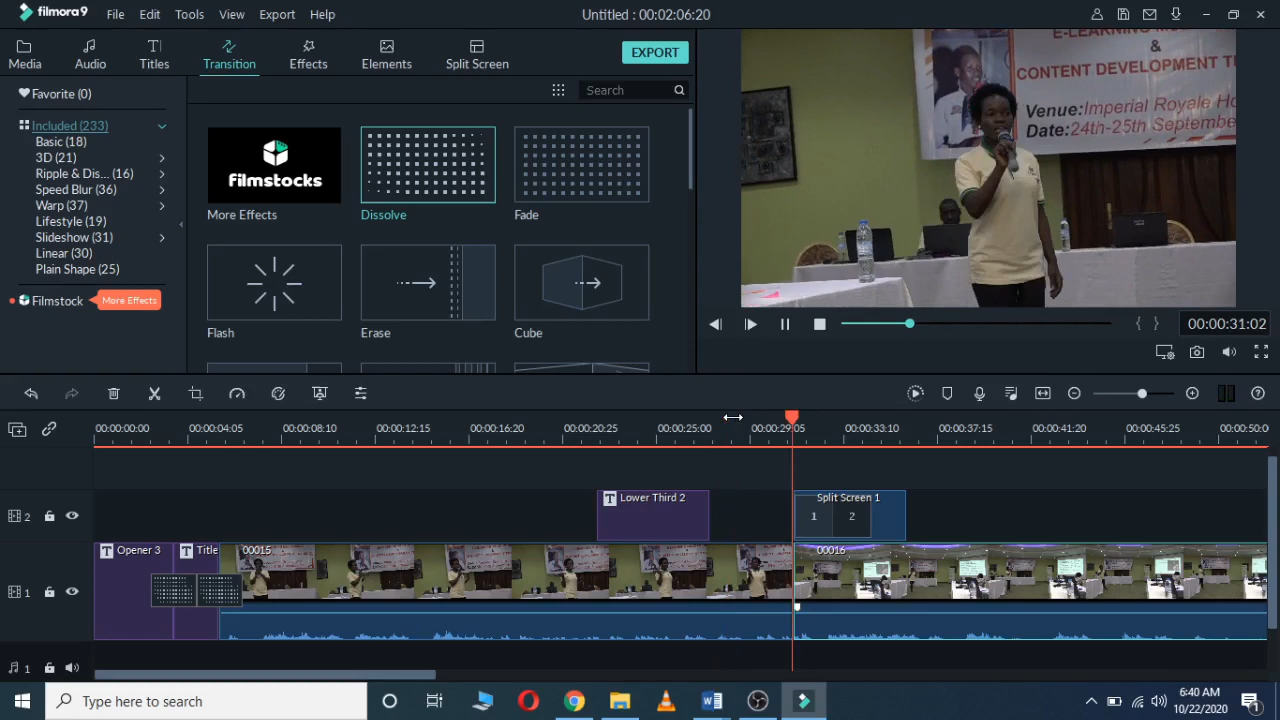 filmora9 File Edit Tools View Export Help Untitled : 00:02:06:20
Media Audio Titles Transition Effects Elements Split Screen EXPORT
Favorite (0)
Search
Included (233)
Basic (18)
3D (21)
Ripple & Dis... (16)
Speed Blur (36)
Warp (37)
Lifestyle (19)
Slideshow (31)
Linear (30)
Plain Shape (25)
Filmstock More Effects
filmstocks
More Effects Dissolve Fade
Flash Erase Cube
E-LEARNING
&
CONTENT DEVELOPMENT
Venue:Imperial Royale
Date:24th-25th September
00:00:31:02
00:00:00:00 00:00:04:05 00:00:08:10 00:00:12:15 00:00:16:20 00:00:20:25 00:00:25:00 00:00:29:05 00:00:33:10 00:00:37:15 00:00:41:20 00:00:45:25 00:00:50:0
2 T Lower Third 2 Split Screen 1
1 2
1 T Opener 3 T Title 00015 00016
1
Type here to search
6:40 AM
10/22/2020
1